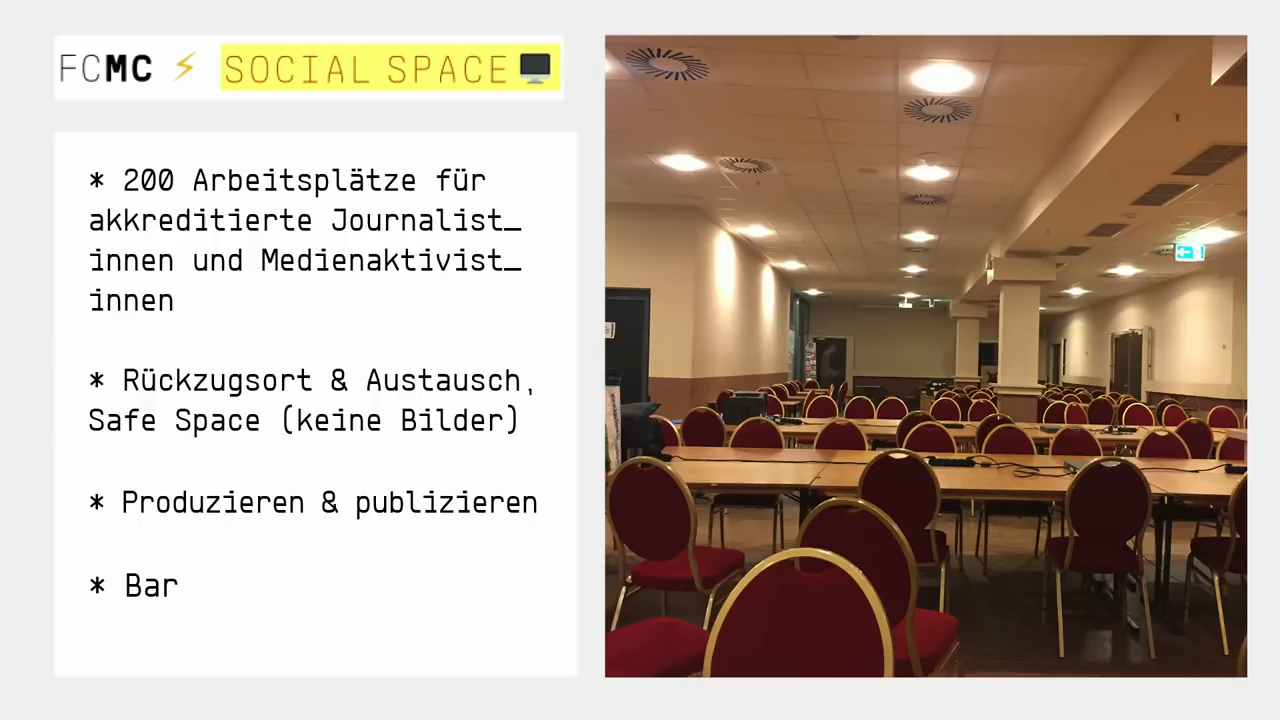 FCMC ⚡ SOCIAL SPACE 🖥
* 200 Arbeitsplätze für
akkreditierte Journalist_
innen und Medienaktivist_
innen
* Rückzugsort & Austausch,
Safe Space (keine Bilder)
* Produzieren & publizieren
* Bar